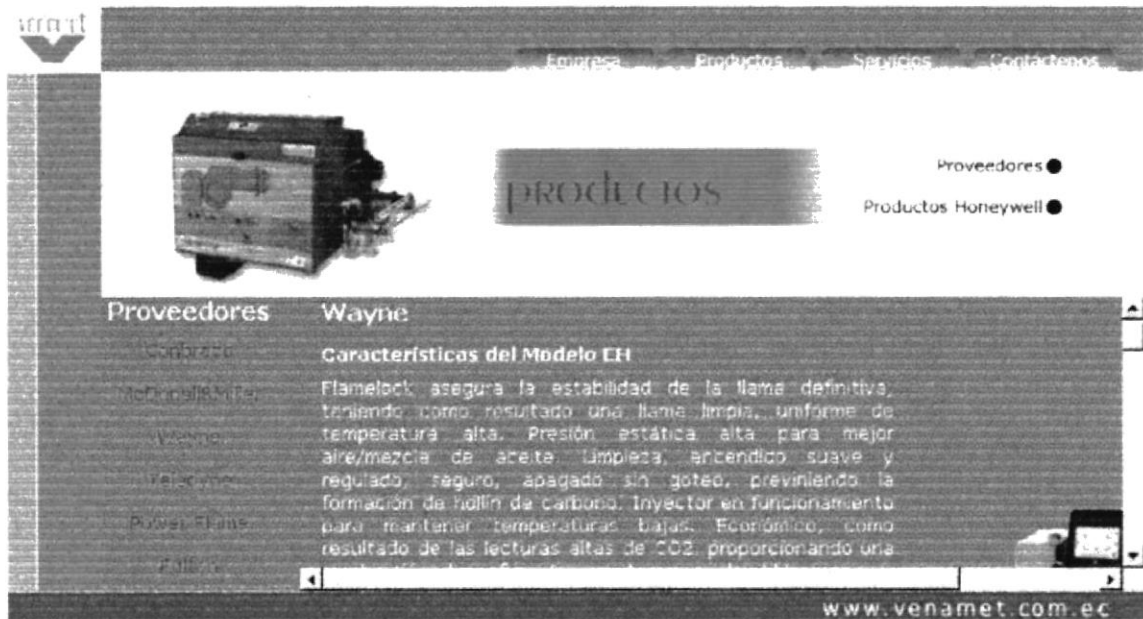 venamet
Empresa Productos Servicios Contáctenos
productos
Proveedores
Productos Honeywell
Proveedores
Wayne
Power Flame
Wayne
Características del Modelo EH
Flamelock asegura la estabilidad de la llama definitiva,
teniendo como resultado una llama limpia, uniforme de
temperatura alta. Presión estática alta para mejor
aire/mezcla de aceite. Limpieza, encendido suave y
regulado, seguro, apagado sin goteo, previniendo la
formación de hollín de carbono. Inyector en funcionamiento
para mantener temperaturas bajas. Económico, como
resultado de las lecturas altas de CO2, proporcionando una
www.venamet.com.ec